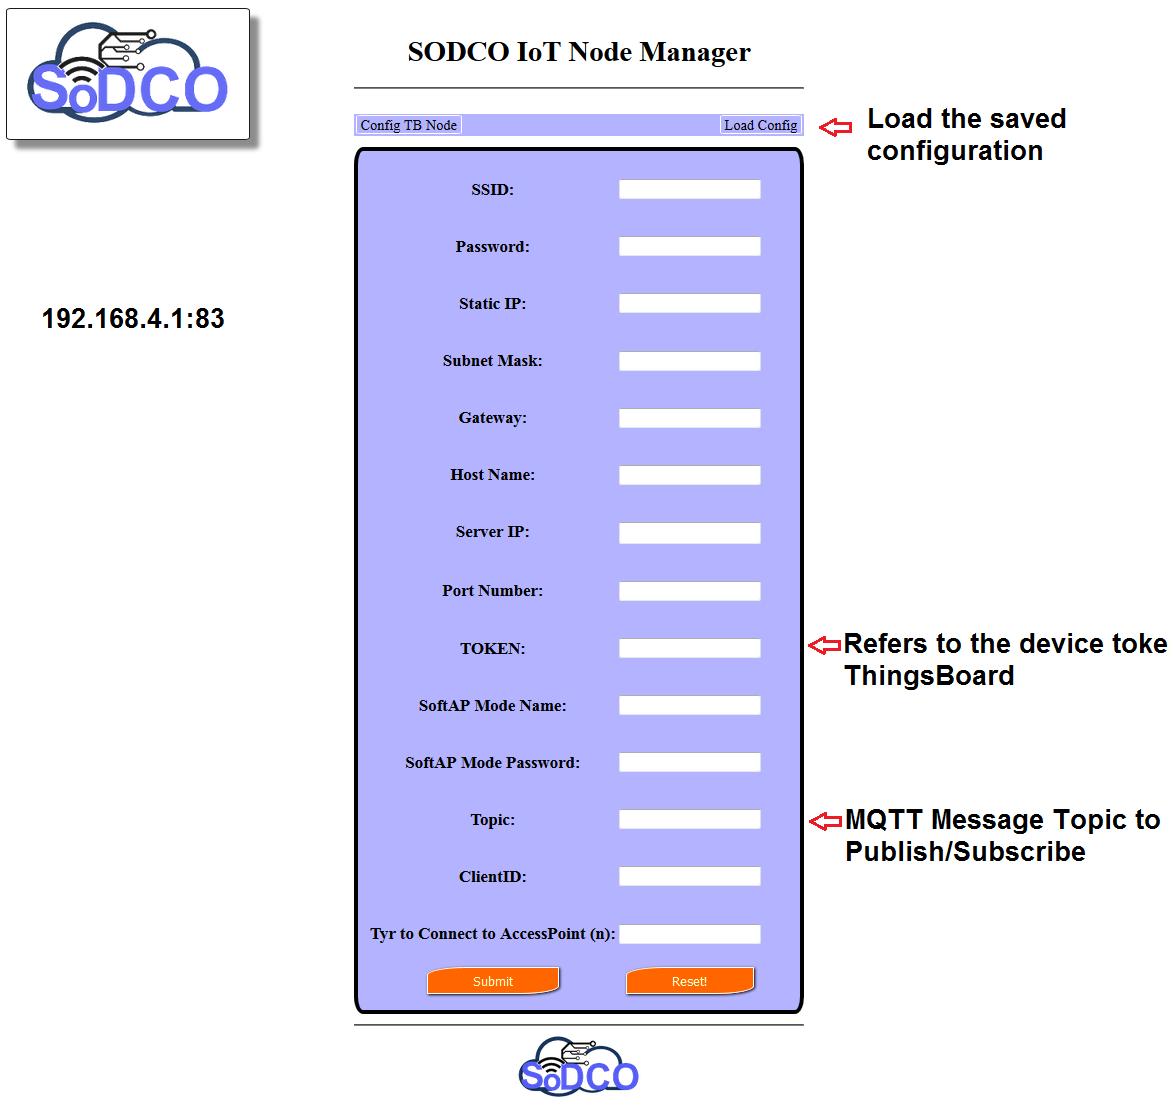 SoDCO
SODCO IoT Node Manager
Config TB Node
Load Config
Load the saved
configuration
SSID:
Password:
192.168.4.1:83
Static IP:
Subnet Mask:
Gateway:
Host Name:
Server IP:
Port Number:
TOKEN:
Refers to the device toke
ThingsBoard
SoftAP Mode Name:
SoftAP Mode Password:
Topic:
MQTT Message Topic to
Publish/Subscribe
ClientID:
Tyr to Connect to AccessPoint (n):
Submit
Reset!
SoDCO